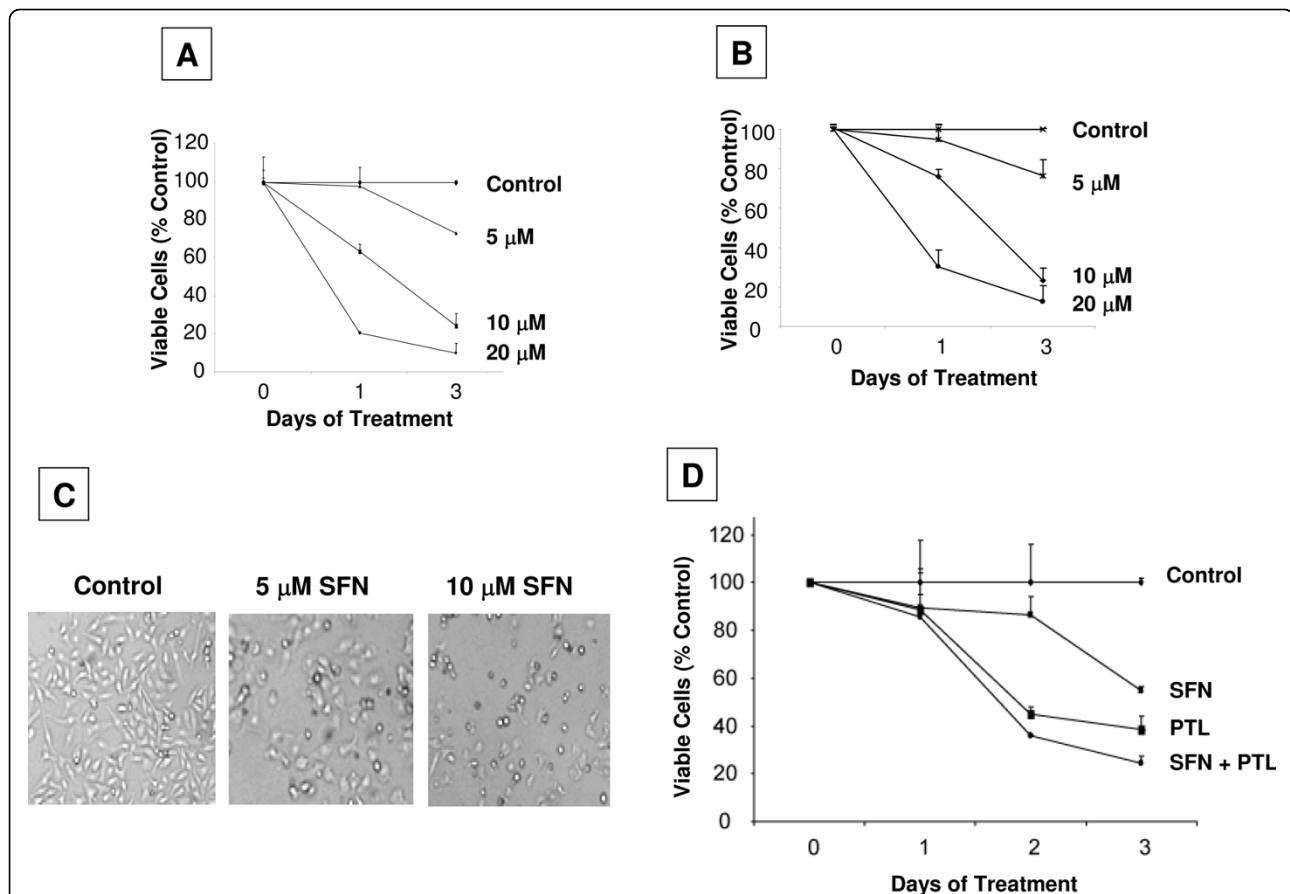 A
Viable Cells (% Control)
120
100
80
60
40
20
0
Control
5 μM
10 μM
20 μM
0 1 3
Days of Treatment
B
Viable Cells (% Control)
100
80
60
40
20
0
Control
5 μM
10 μM
20 μM
0 1 3
Days of Treatment
C
Control 5 μM SFN 10 μM SFN
D
Viable Cells (% Control)
120
100
80
60
40
20
0
Control
SFN
PTL
SFN + PTL
0 1 2 3
Days of Treatment